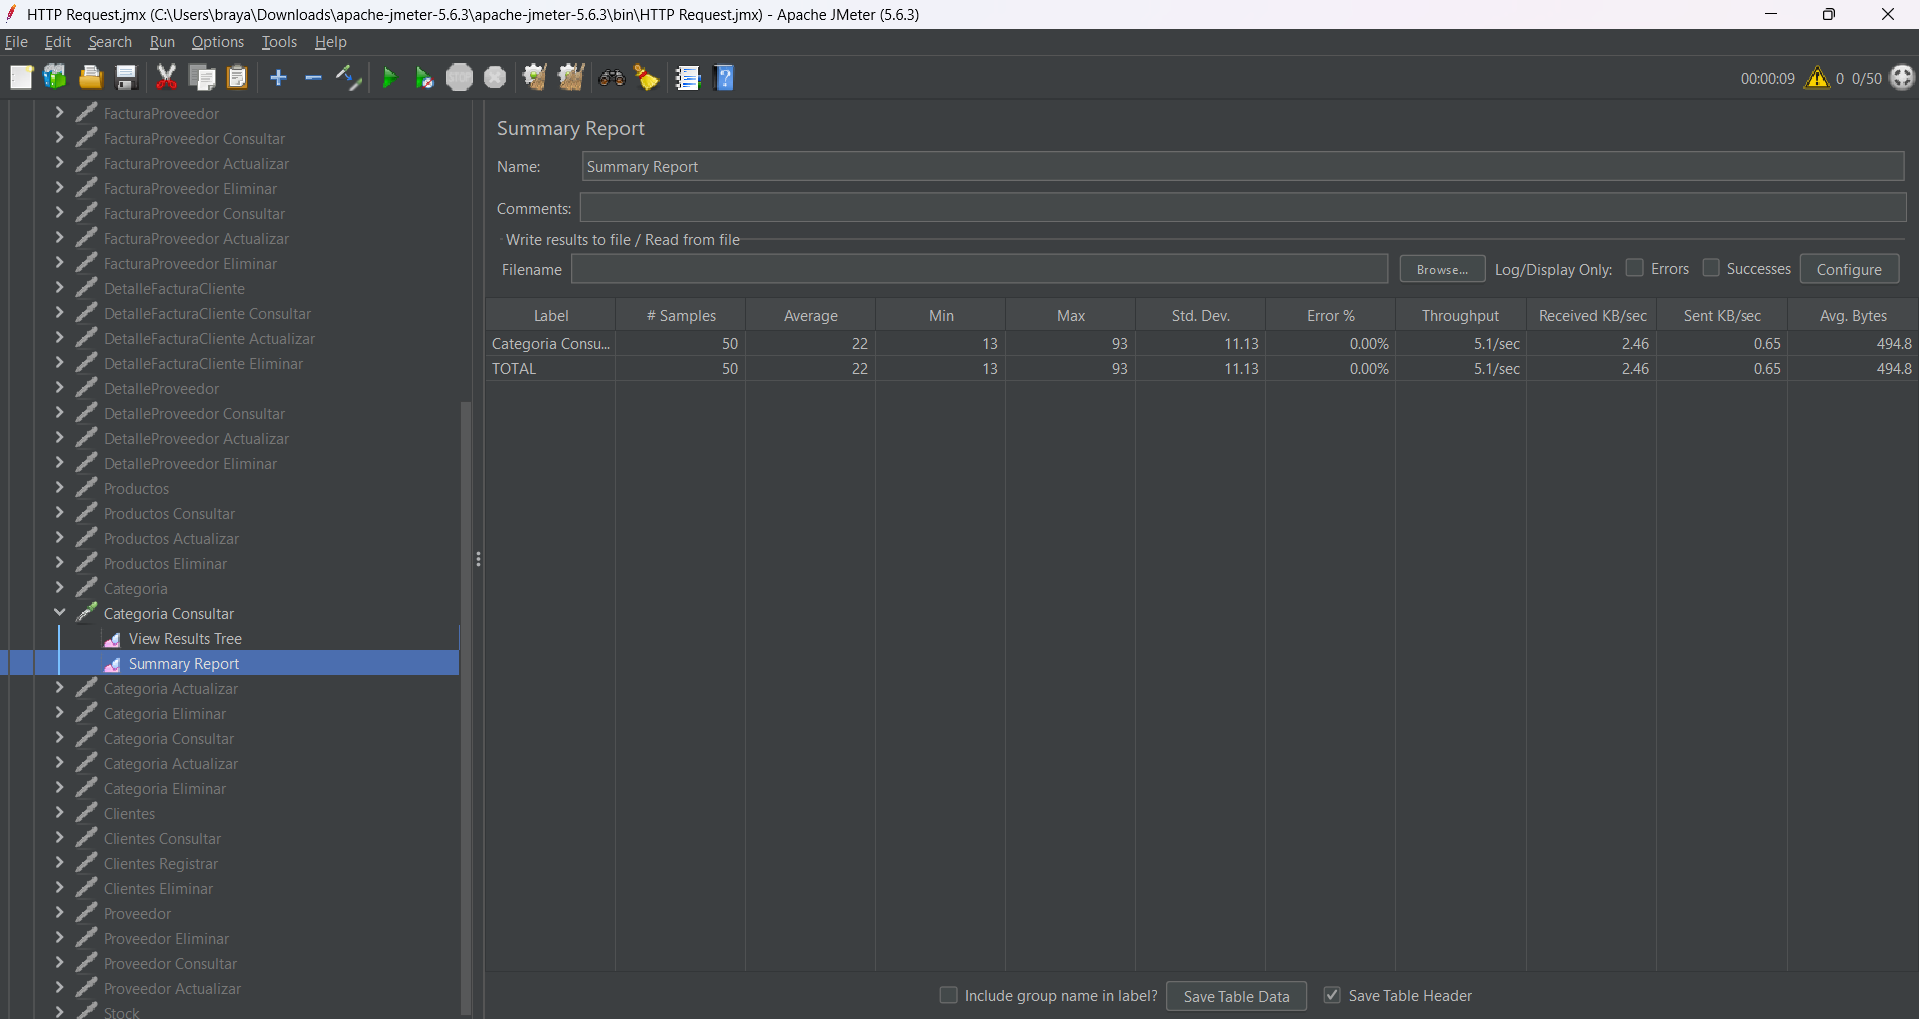 HTTP Request.jmx (C:\Users\braya\Downloads\apache-jmeter-5.6.3\apache-jmeter-5.6.3\bin\HTTP Request.jmx) - Apache JMeter (5.6.3)
File Edit Search Run Options Tools Help
STOP 00:00:09 0 0/50
FacturaProveedor
FacturaProveedor Consultar
FacturaProveedor Actualizar
FacturaProveedor Eliminar
FacturaProveedor Consultar
FacturaProveedor Actualizar
FacturaProveedor Eliminar
DetalleFacturaCliente
DetalleFacturaCliente Consultar
DetalleFacturaCliente Actualizar
DetalleFacturaCliente Eliminar
DetalleProveedor
DetalleProveedor Consultar
DetalleProveedor Actualizar
DetalleProveedor Eliminar
Productos
Productos Consultar
Productos Actualizar
Productos Eliminar
Categoria
Categoria Consultar
View Results Tree
Summary Report
Categoria Actualizar
Categoria Eliminar
Categoria Consultar
Categoria Actualizar
Categoria Eliminar
Clientes
Clientes Consultar
Clientes Registrar
Clientes Eliminar
Proveedor
Proveedor Eliminar
Proveedor Consultar
Proveedor Actualizar
Stock
Summary Report
Name: Summary Report
Comments:
Write results to file / Read from file
Filename Browse... Log/Display Only: Errors Successes Configure
Label # Samples Average Min Max Std. Dev. Error % Throughput Received KB/sec Sent KB/sec Avg. Bytes
Categoria Consu... 50 22 13 93 11.13 0.00% 5.1/sec 2.46 0.65 494.8
TOTAL 50 22 13 93 11.13 0.00% 5.1/sec 2.46 0.65 494.8
Include group name in label? Save Table Data Save Table Header